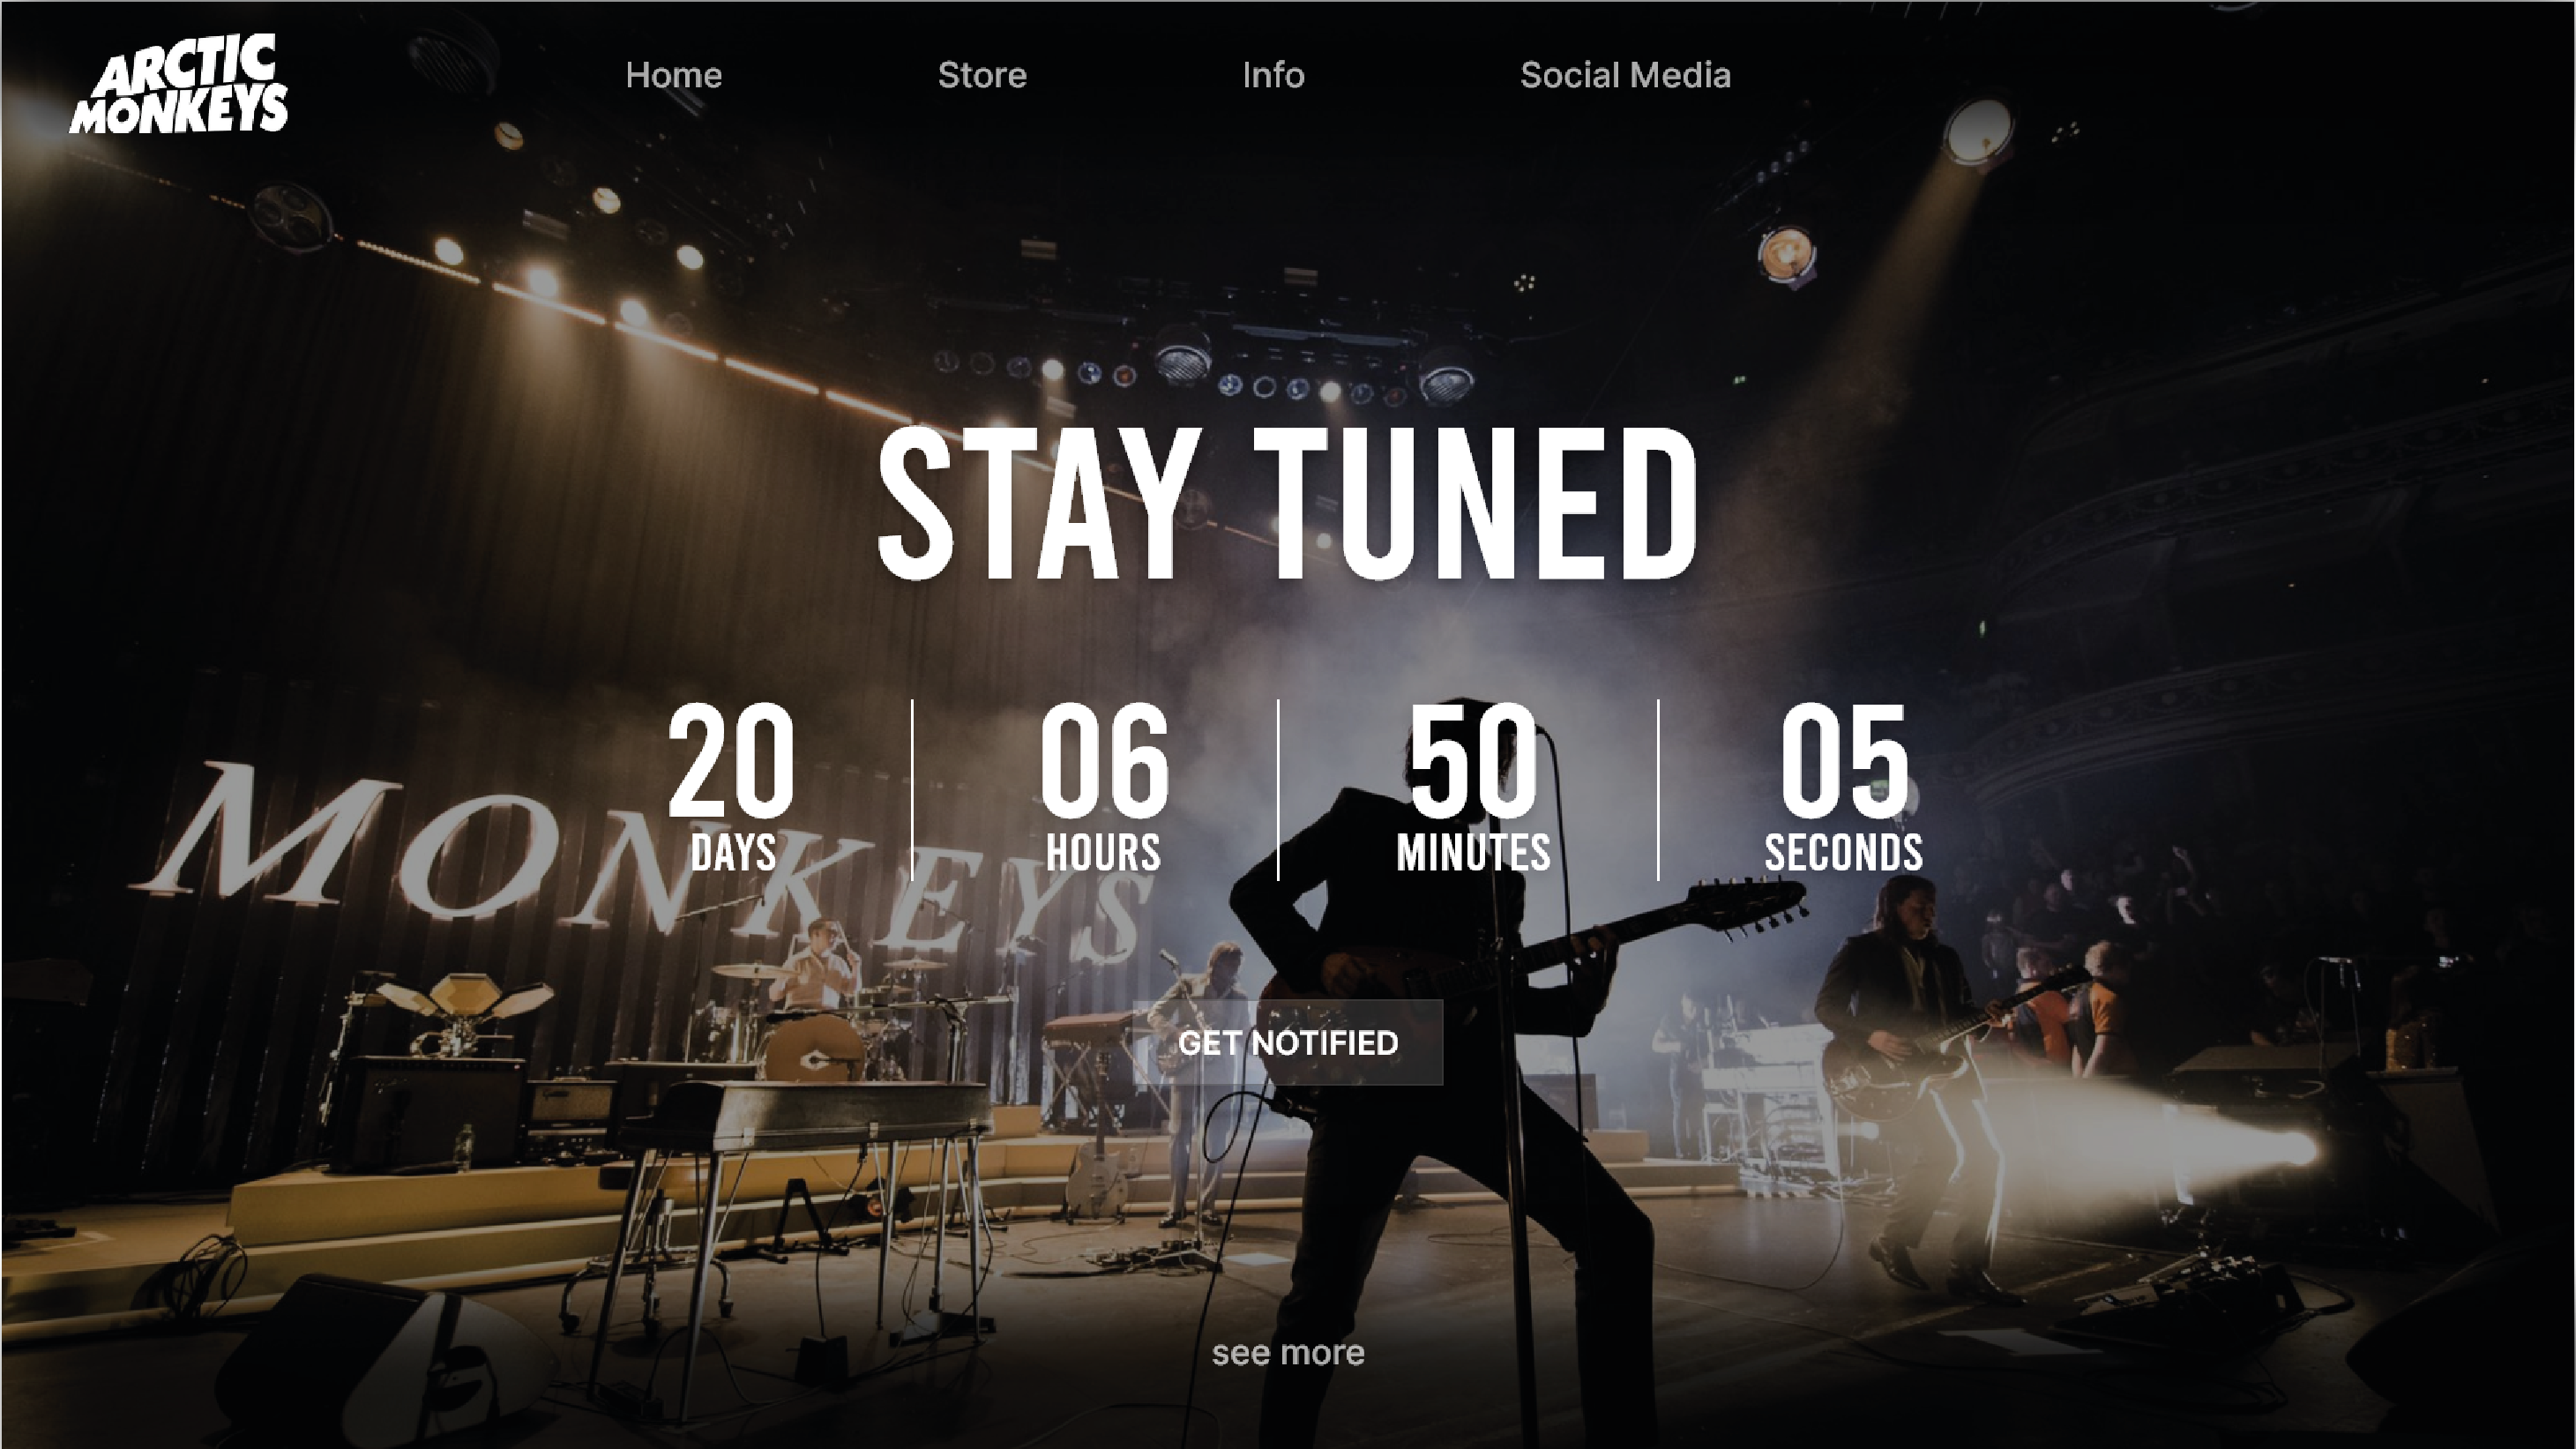 ARCTIC
MONKEYS
Home Store Info Social Media
STAY TUNED
20 06 50 05
DAYS HOURS MINUTES SECONDS
MONKEYS
GET NOTIFIED
see more